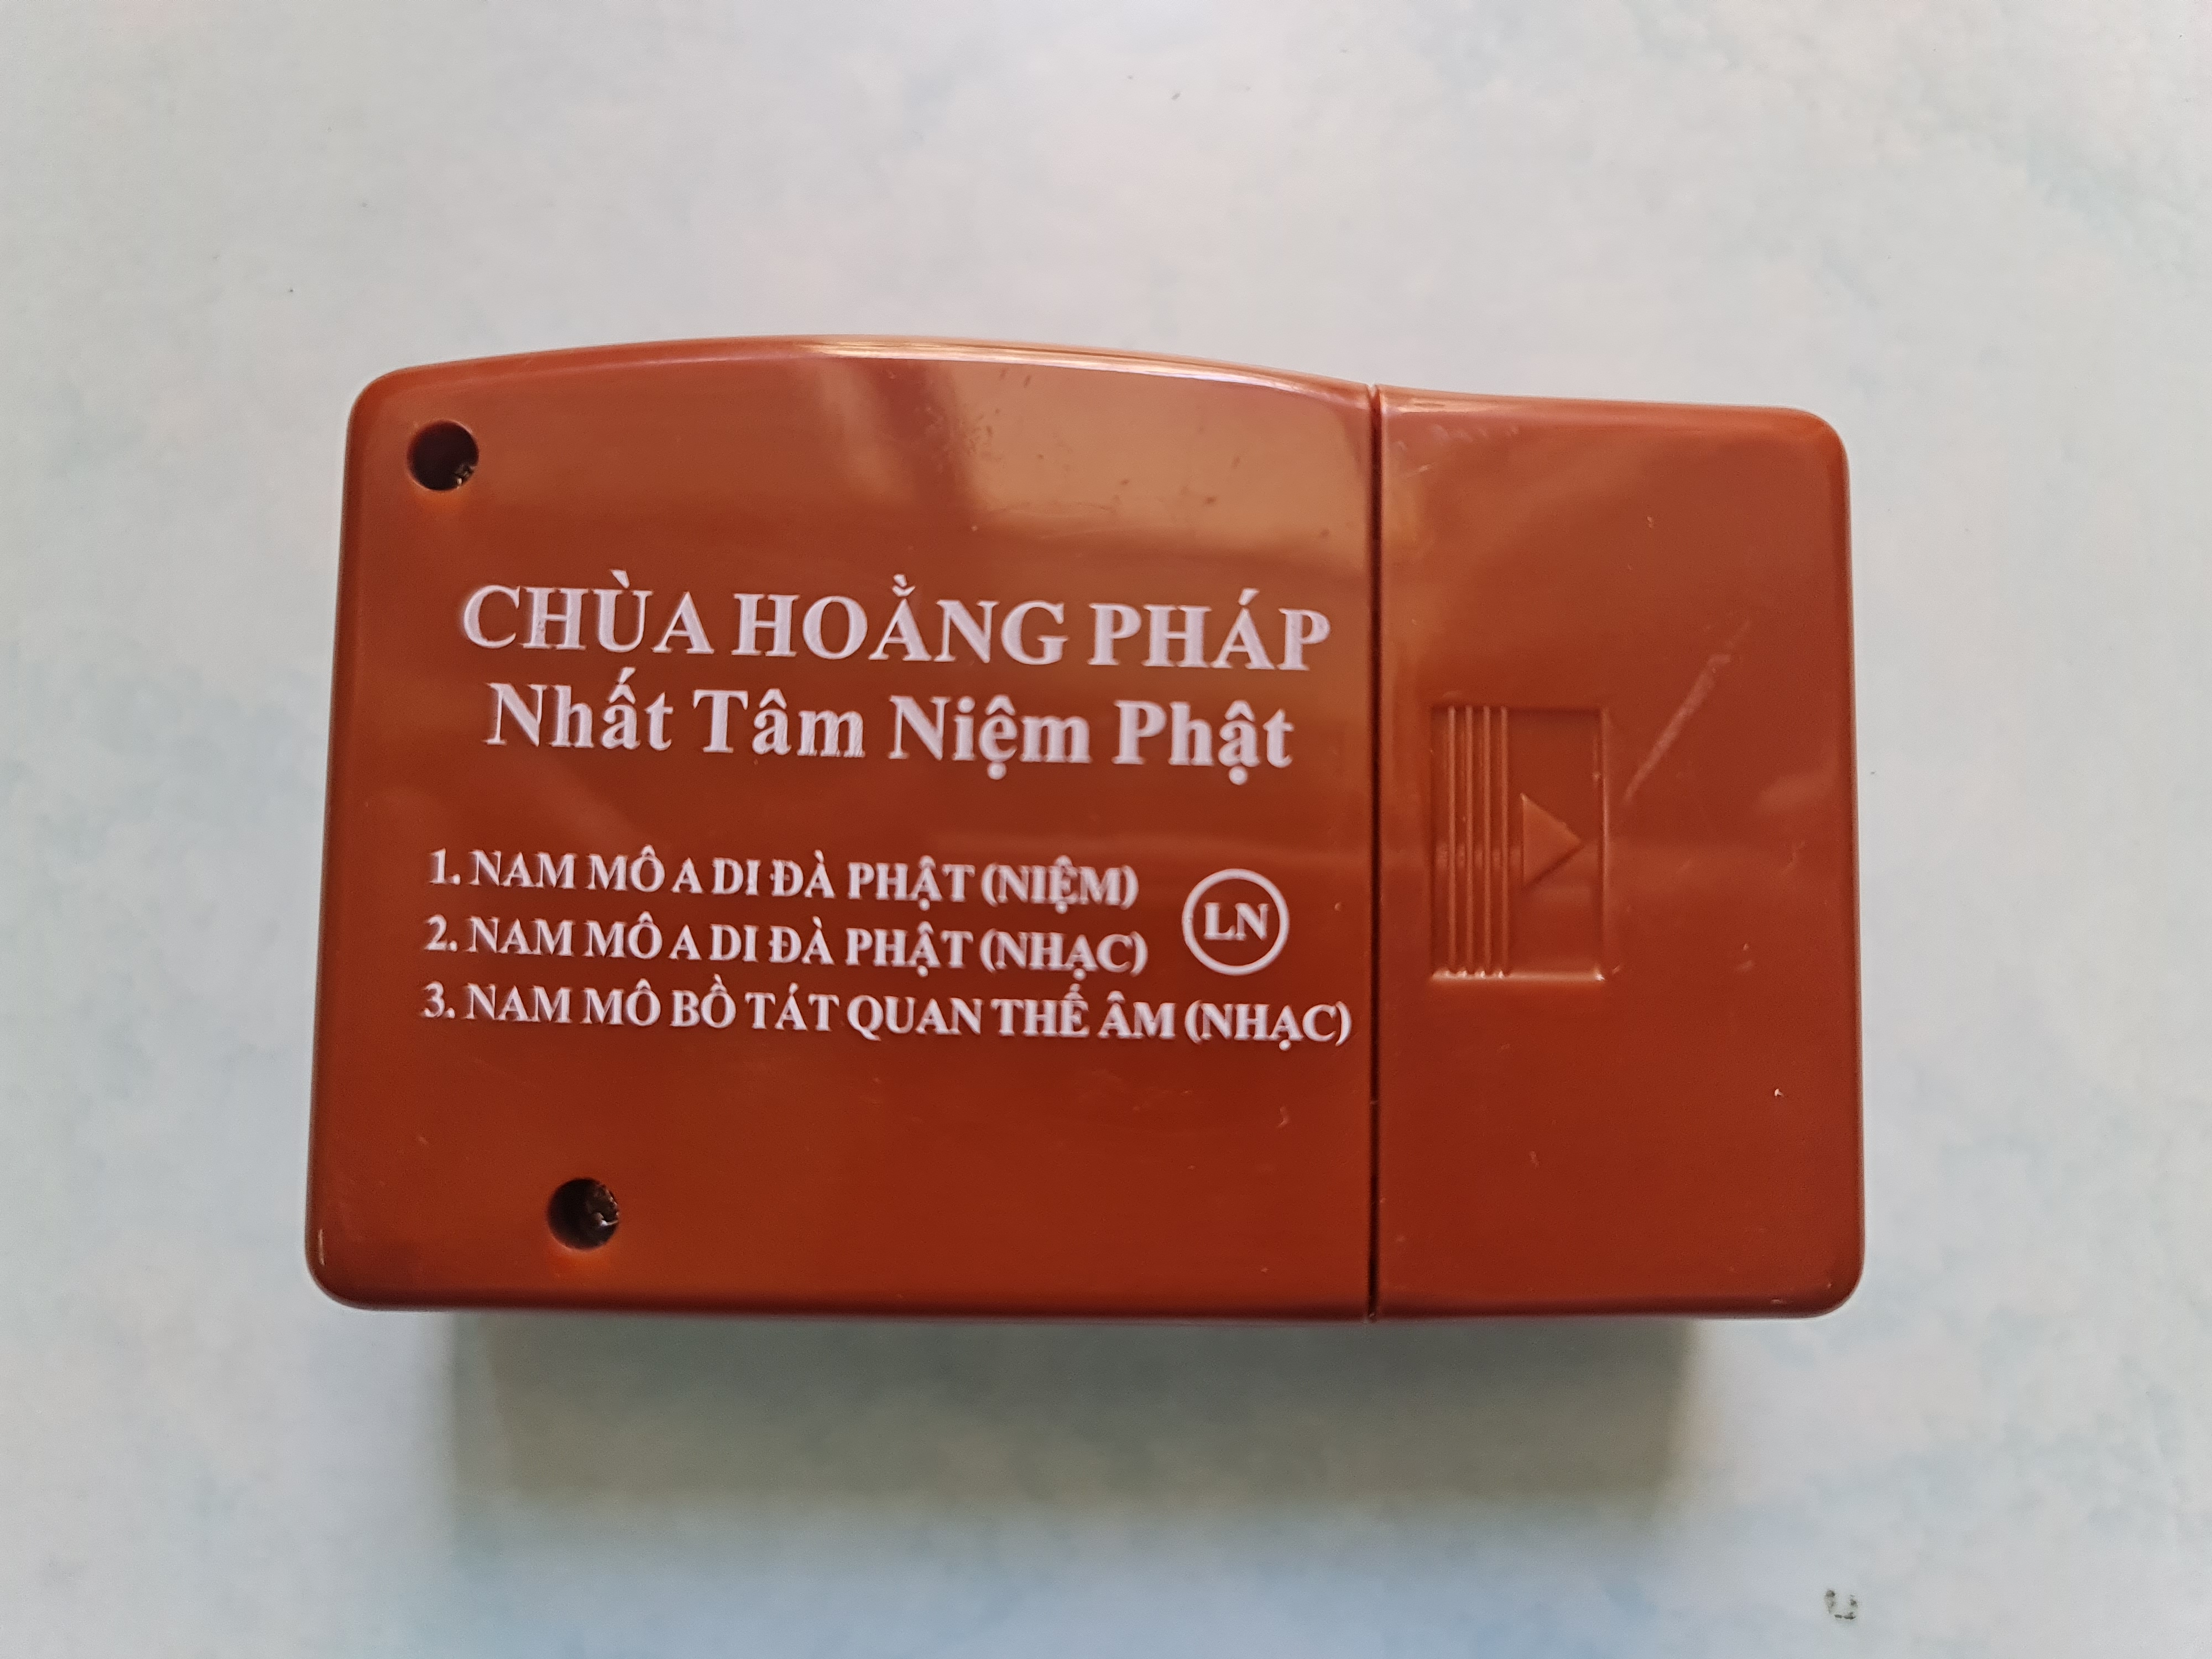 CHÙA HOẰNG PHÁP
Nhất Tâm Niệm Phật
1. NAM MÔ A DI ĐÀ PHẬT (NIỆM)
2. NAM MÔ A DI ĐÀ PHẬT (NHẠC)
LN
3. NAM MÔ BỒ TÁT QUAN THẾ ÂM (NHẠC)